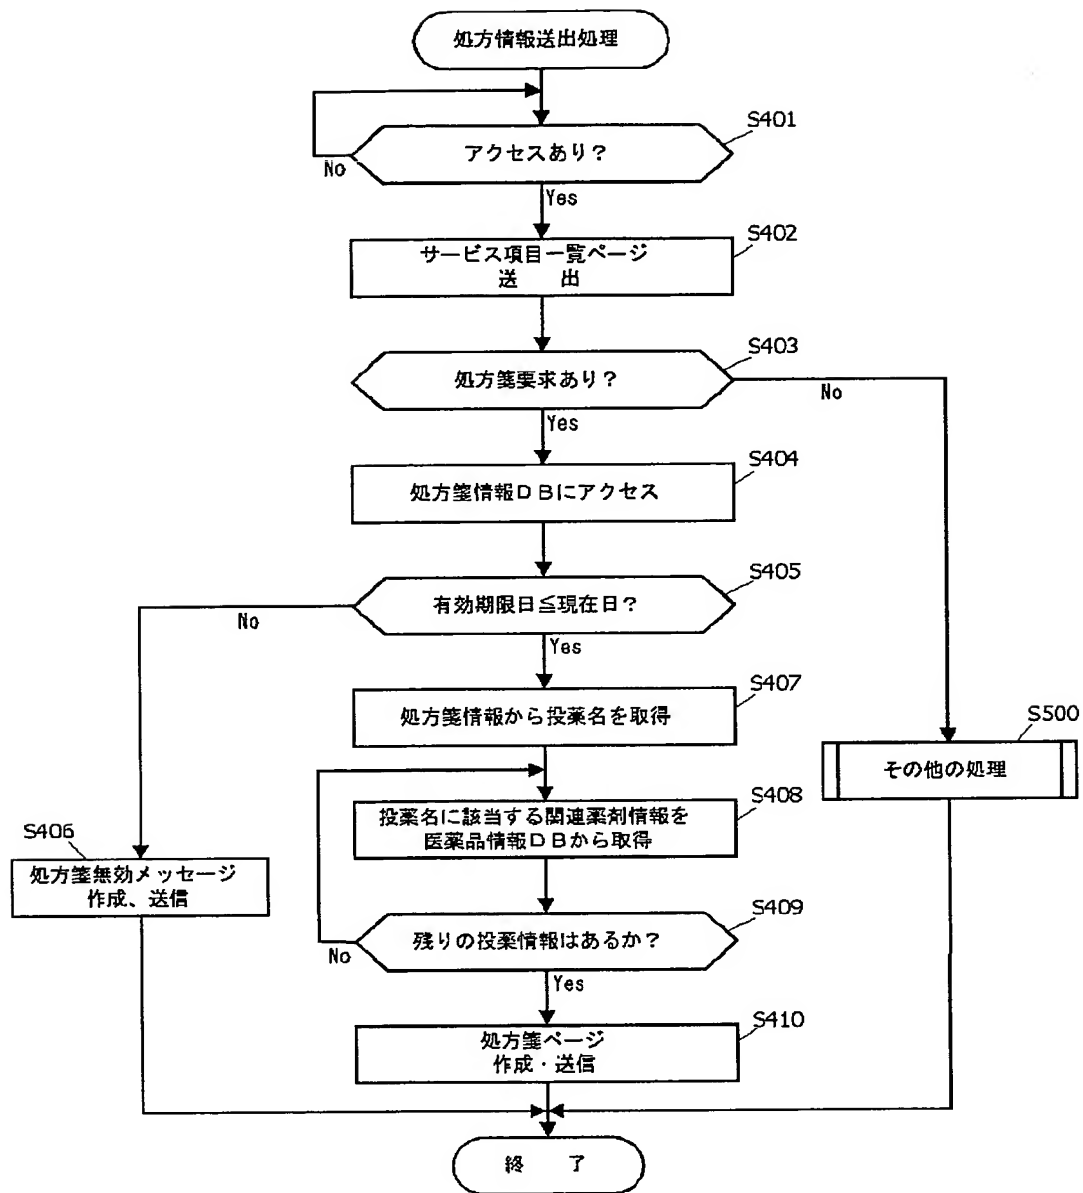 処方情報送出処理
S401
アクセスあり？
No
Yes
S402
サービス項目一覧ページ
送　出
S403
処方箋要求あり？
No
Yes
S404
処方箋情報ＤＢにアクセス
S405
有効期限日≦現在日？
No
Yes
S407
処方箋情報から投薬名を取得
S500
その他の処理
S408
投薬名に該当する関連薬剤情報を
医薬品情報ＤＢから取得
S406
処方箋無効メッセージ
作成、送信
S409
残りの投薬情報はあるか？
No
Yes
S410
処方箋ページ
作成・送信
終　了